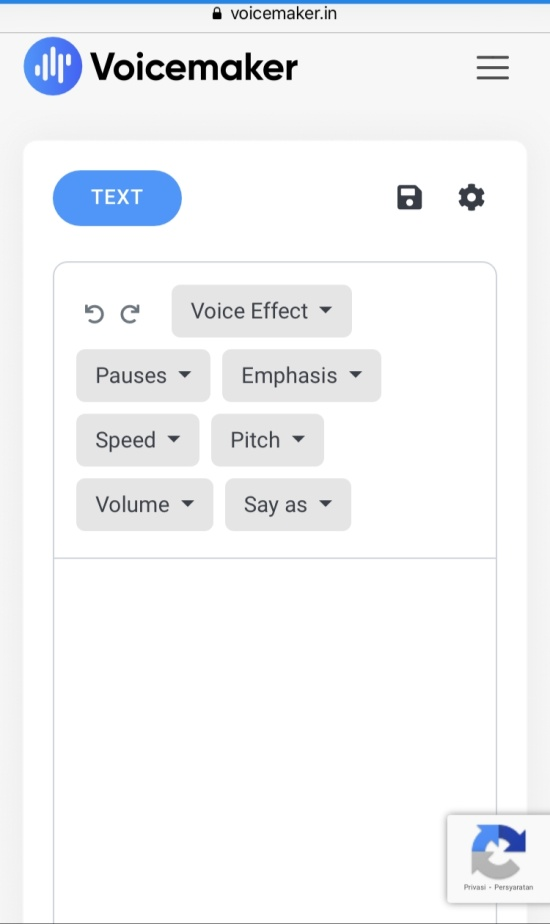 voicemaker.in
Voicemaker
TEXT
Voice Effect
Pauses Emphasis
Speed Pitch
Volume Say as
Privasi - Persyaratan